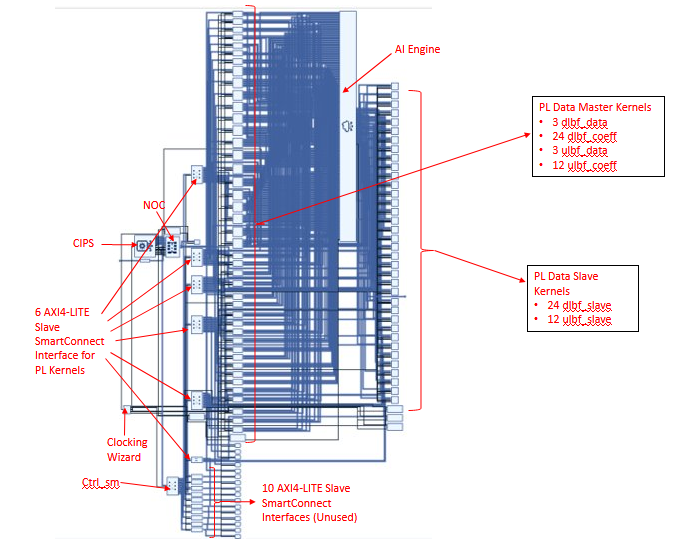 AI Engine
PL Data Master Kernels
• 3 dlbf_data
• 24 dlbf_coeff
• 3 ulbf_data
• 12 ulbf_coeff
NOC
CIPS
PL Data Slave
Kernels
• 24 dlbf_slave
• 12 ulbf_slave
6 AXI4-LITE
Slave
SmartConnect
Interface for
PL Kernels
Clocking
Wizard
Ctrl_sm
10 AXI4-LITE Slave
SmartConnect
Interfaces (Unused)